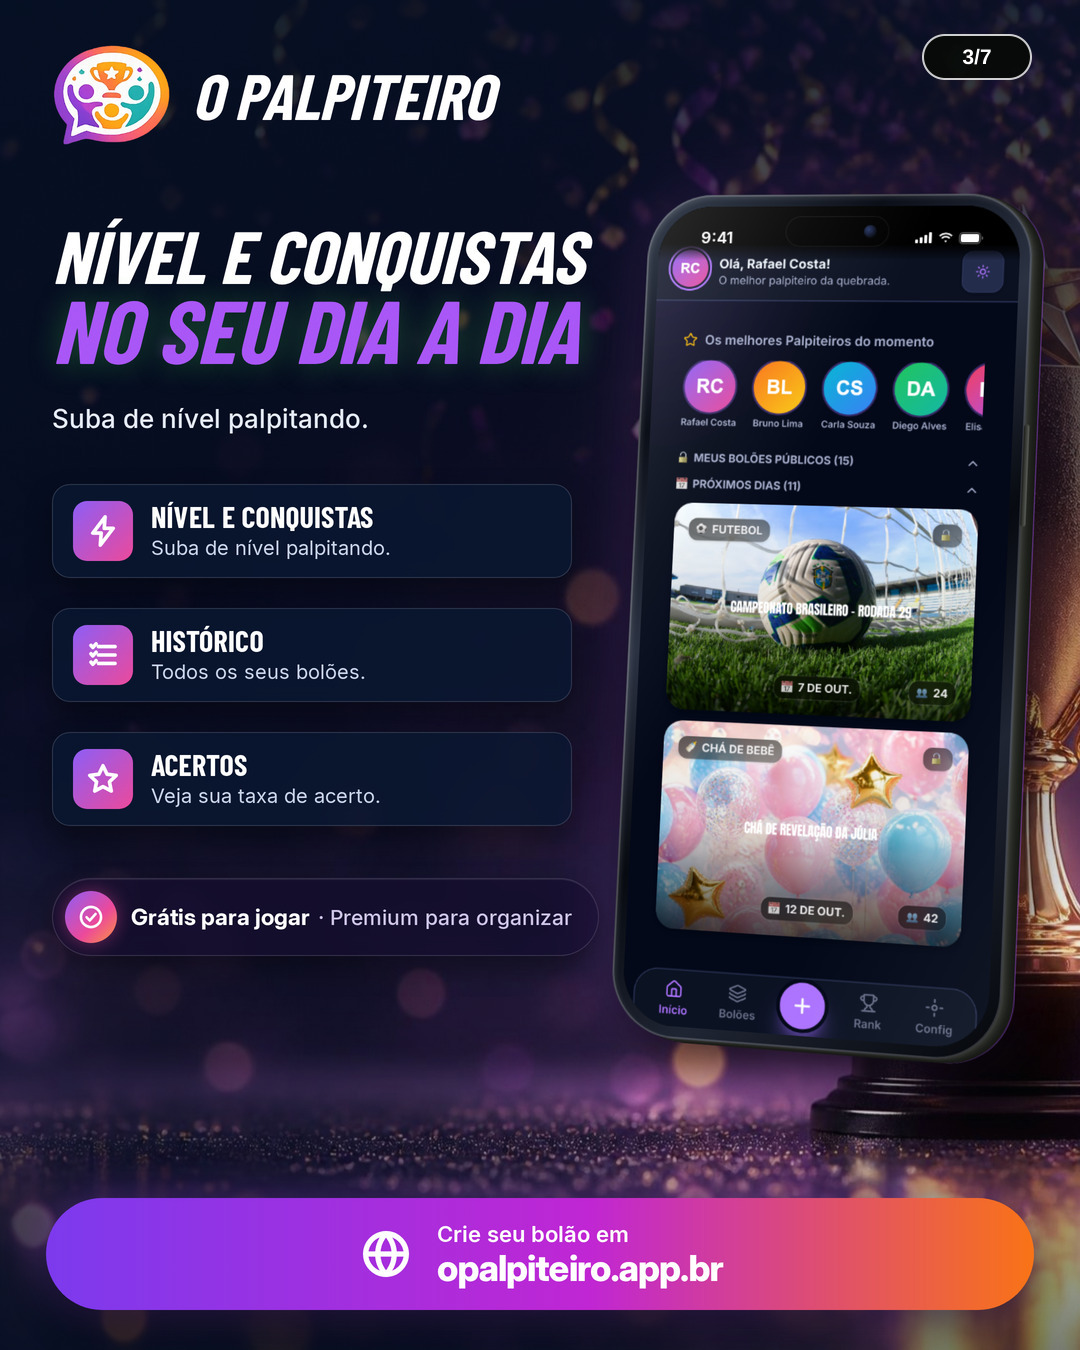 O PALPITEIRO
3/7
NÍVEL E CONQUISTAS
NO SEU DIA A DIA
Suba de nível palpitando.
NÍVEL E CONQUISTAS
Suba de nível palpitando.
HISTÓRICO
Todos os seus bolões.
ACERTOS
Veja sua taxa de acerto.
Grátis para jogar · Premium para organizar
9:41
RC
Olá, Rafael Costa!
O melhor palpiteiro da quebrada.
Os melhores Palpiteiros do momento
RC BL CS DA
Rafael Costa Bruno Lima Carla Souza Diego Alves Elis
MEUS BOLÕES PÚBLICOS (15)
PRÓXIMOS DIAS (11)
FUTEBOL
CAMPEONATO BRASILEIRO - RODADA 29
7 DE OUT. 24
CHÁ DE BEBÊ
CHÁ DE REVELAÇÃO DA JÚLIA
12 DE OUT. 42
Início Bolões Rank Config
Crie seu bolão em
opalpiteiro.app.br